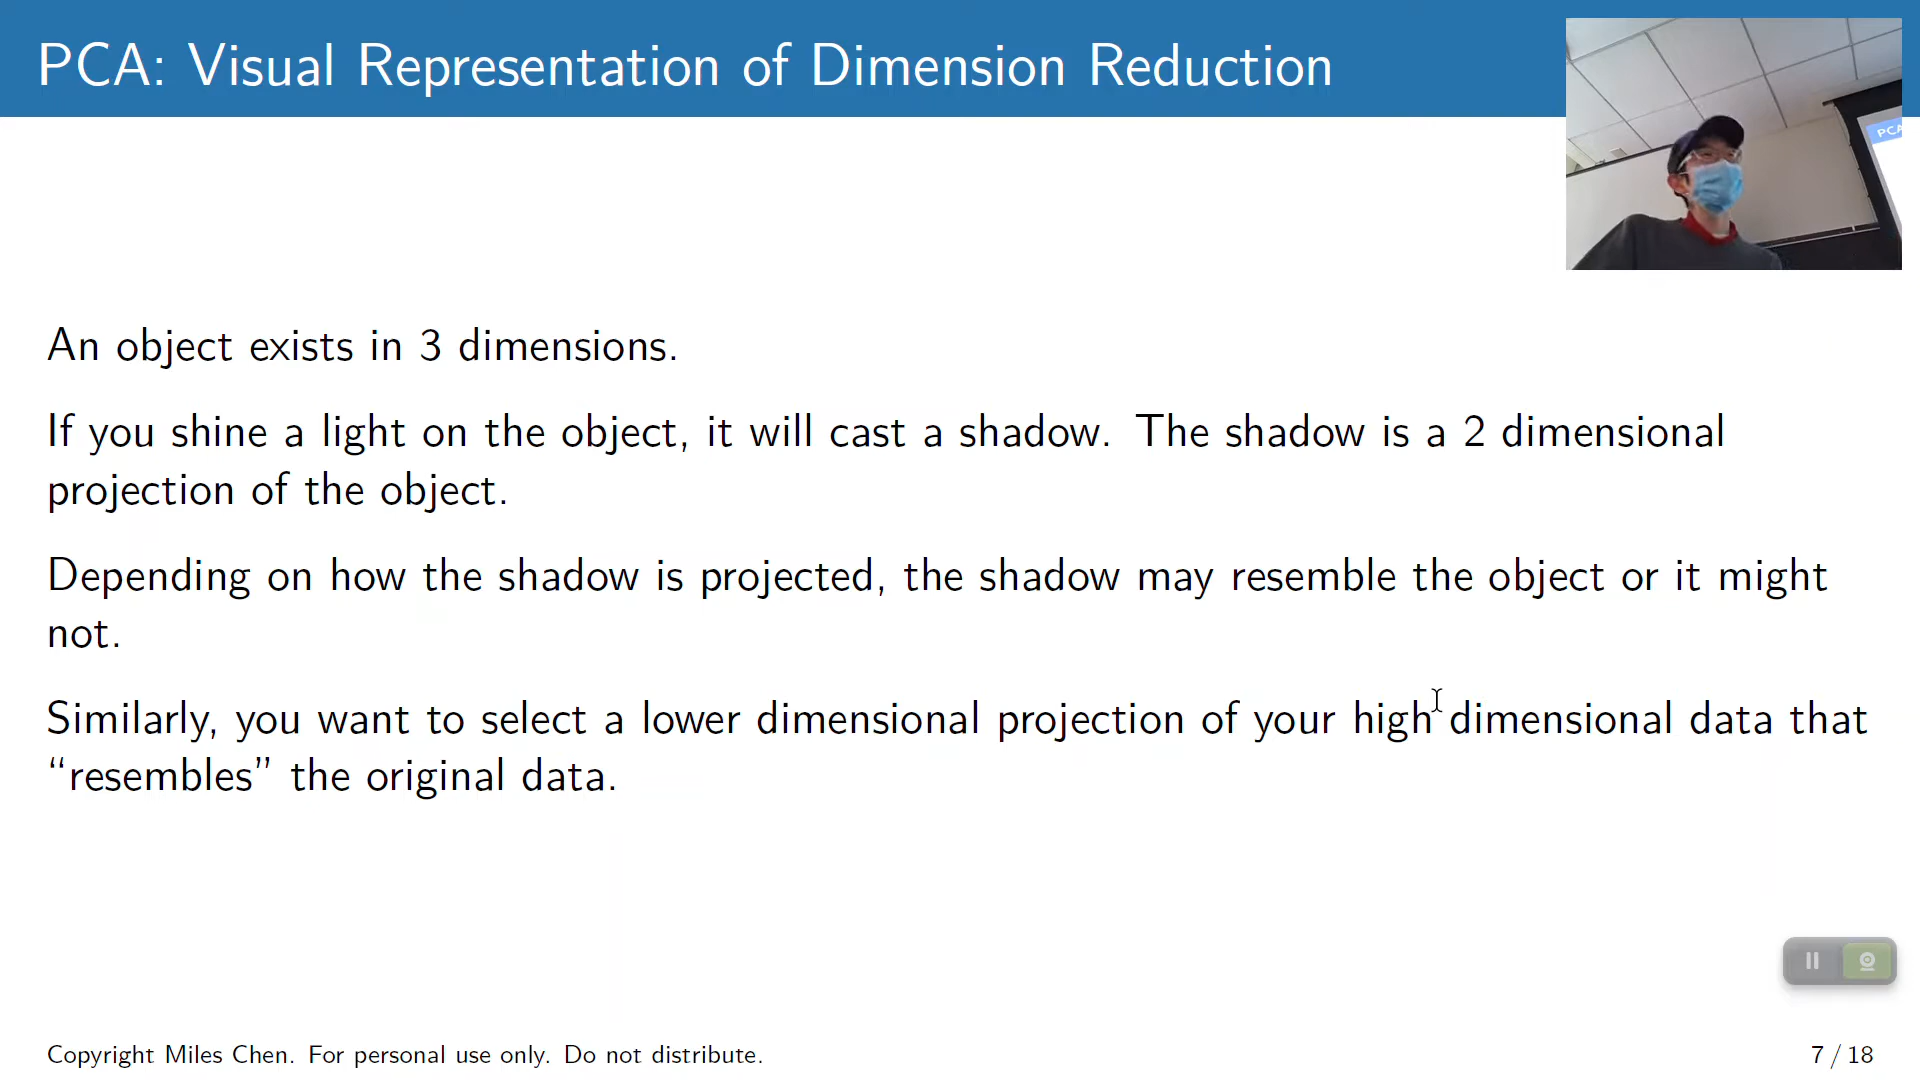 PCA: Visual Representation of Dimension Reduction
PCA
An object exists in 3 dimensions.
If you shine a light on the object, it will cast a shadow. The shadow is a 2 dimensional
projection of the object.
Depending on how the shadow is projected, the shadow may resemble the object or it might
not.
Similarly, you want to select a lower dimensional projection of your high dimensional data that
“resembles” the original data.
Copyright Miles Chen. For personal use only. Do not distribute.
7 / 18